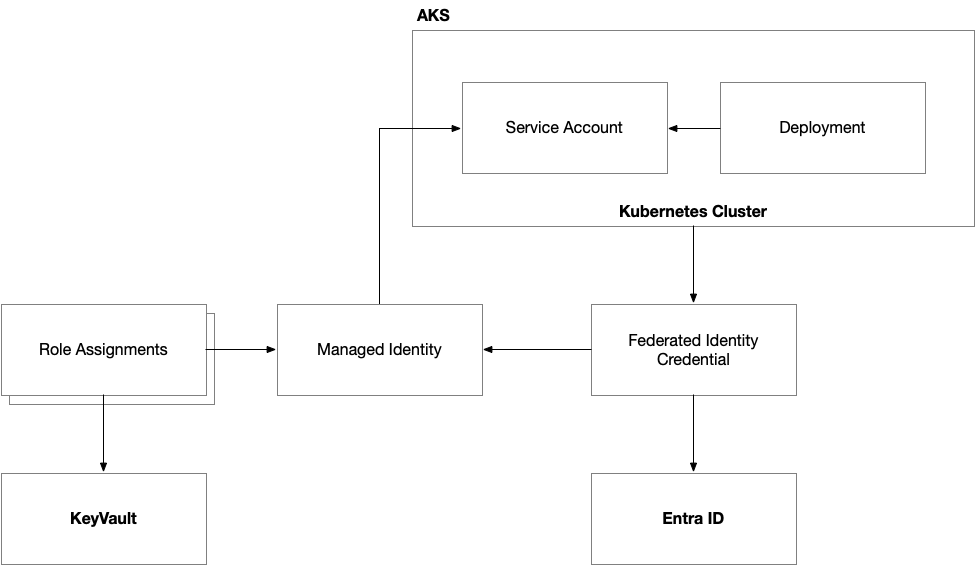 AKS
Service Account
Deployment
Kubernetes Cluster
Role Assignments
Managed Identity
Federated Identity
Credential
KeyVault
Entra ID